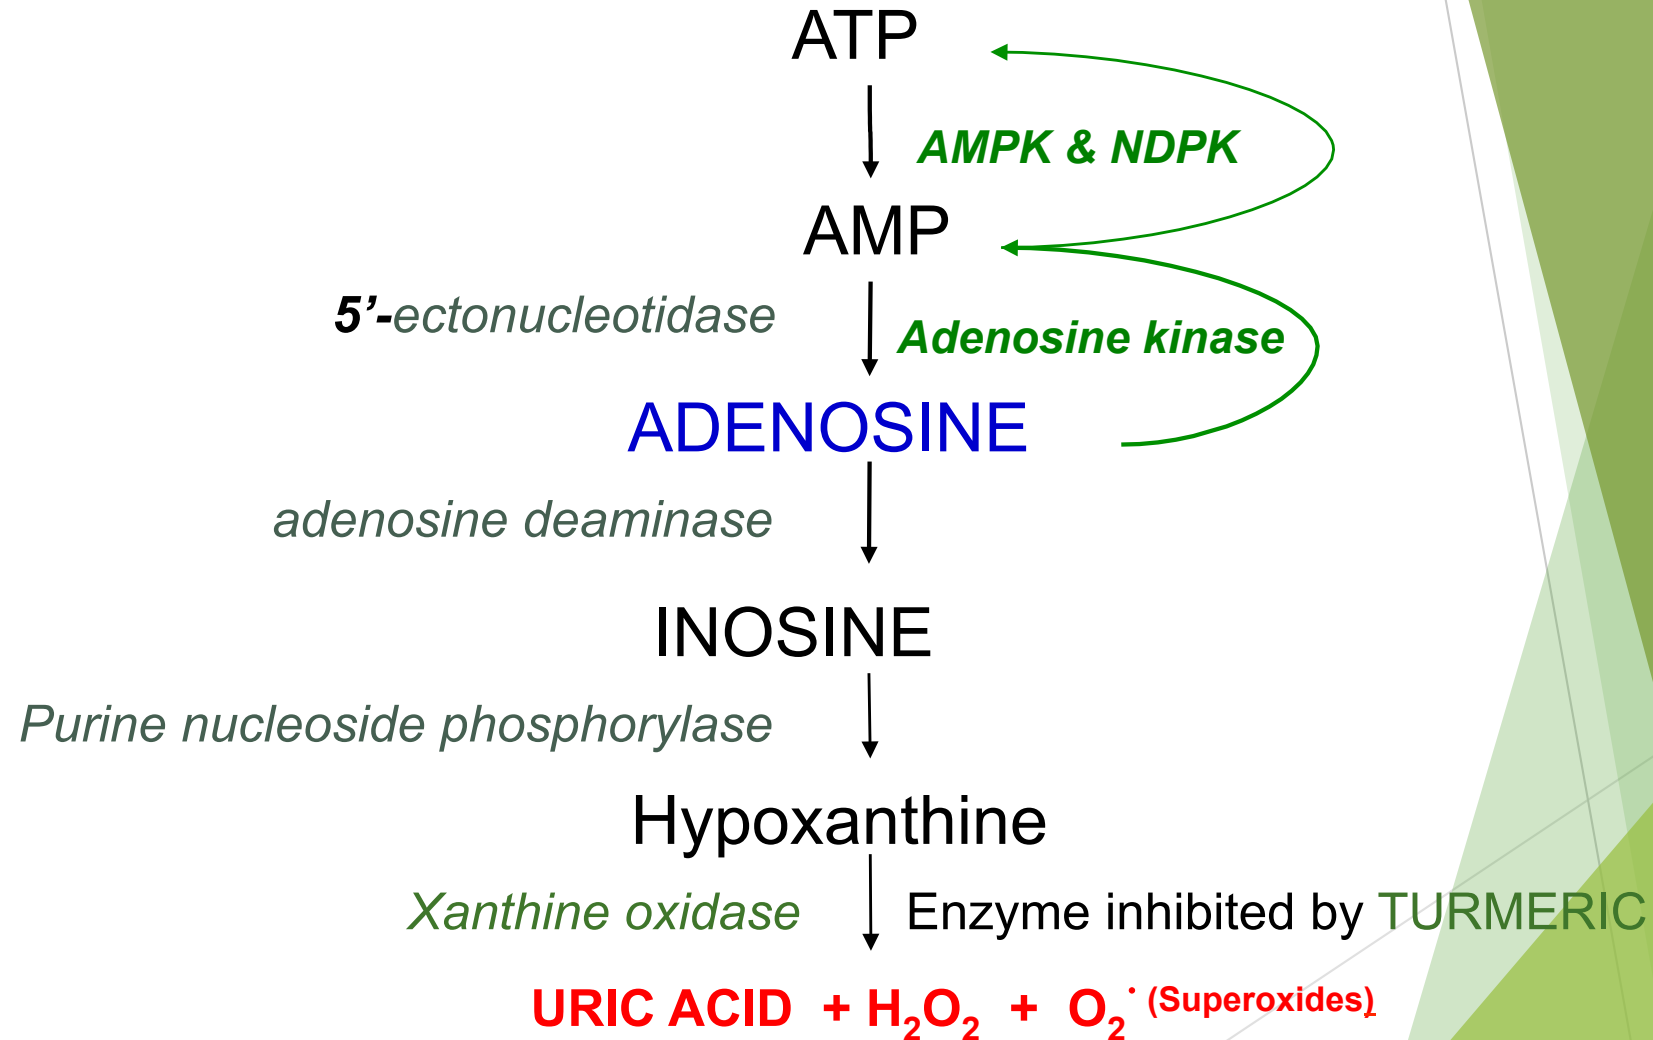 ATP
AMPK & NDPK
AMP
5’-ectonucleotidase
Adenosine kinase
ADENOSINE
adenosine deaminase
INOSINE
Purine nucleoside phosphorylase
Hypoxanthine
Xanthine oxidase
Enzyme inhibited by TURMERIC
URIC ACID + H₂O₂ + O₂˙ (Superoxides)